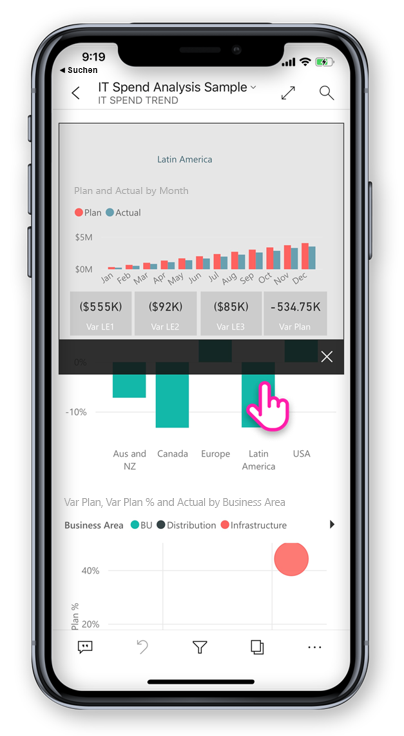 9:19
◂ Suchen
IT Spend Analysis Sample
IT SPEND TREND
Latin America
Plan and Actual by Month
Plan Actual
$5M
$0M
Jan Feb Mar Apr May Jun Jul Aug Sep Oct Nov Dec
($555K) ($92K) ($85K) -534.75K
Var LE1 Var LE2 Var LE3 Var Plan
0%
-10%
Aus and NZ Canada Europe Latin America USA
Var Plan, Var Plan % and Actual by Business Area
Business Area BU Distribution Infrastructure
40%
20%
Plan %